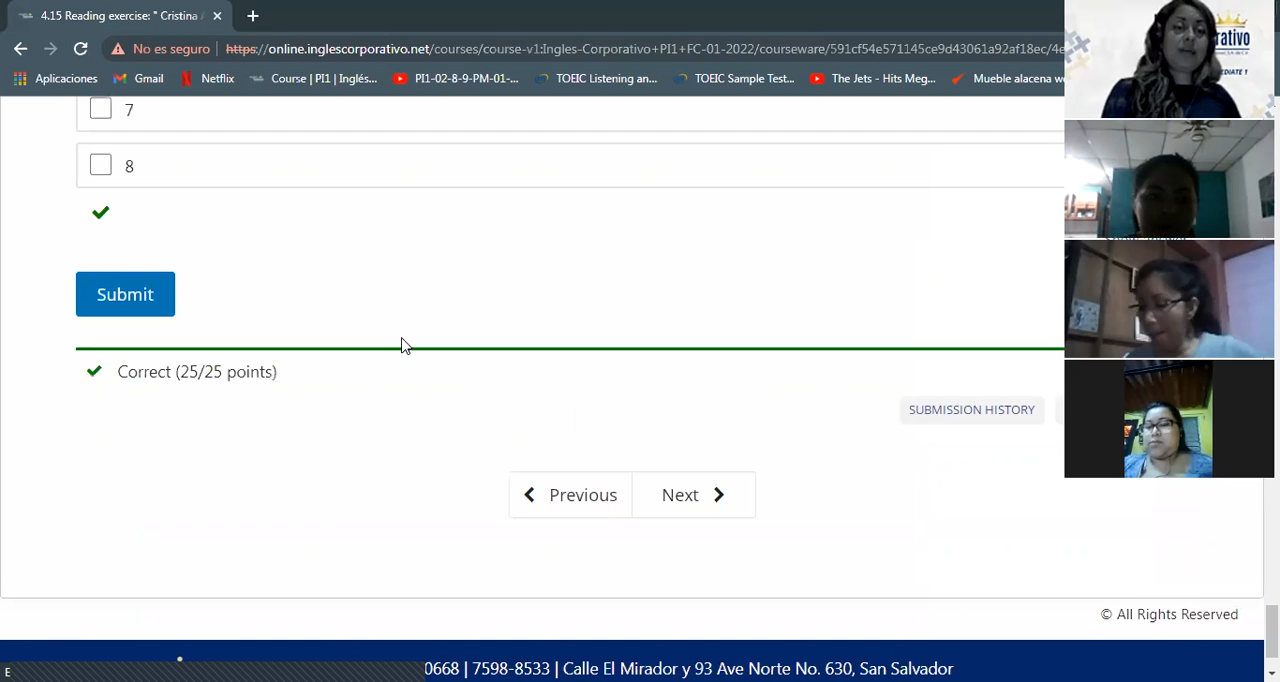 4.15 Reading exercise: " Cristina
No es seguro | https://online.inglescorporativo.net/courses/course-v1:Ingles-Corporativo+PI1+FC-01-2022/courseware/591cf54e571145ce9d43061a92af18ec/4e
Aplicaciones Gmail Netflix Course | PI1 | Inglés... PI1-02-8-9-PM-01-... TOEIC Listening an... TOEIC Sample Test... The Jets - Hits Meg... Mueble alacena
rativo
MEDIATE 1
7
8
Submit
Correct (25/25 points)
SUBMISSION HISTORY
Previous Next
© All Rights Reserved
0668 | 7598-8533 | Calle El Mirador y 93 Ave Norte No. 630, San Salvador
E